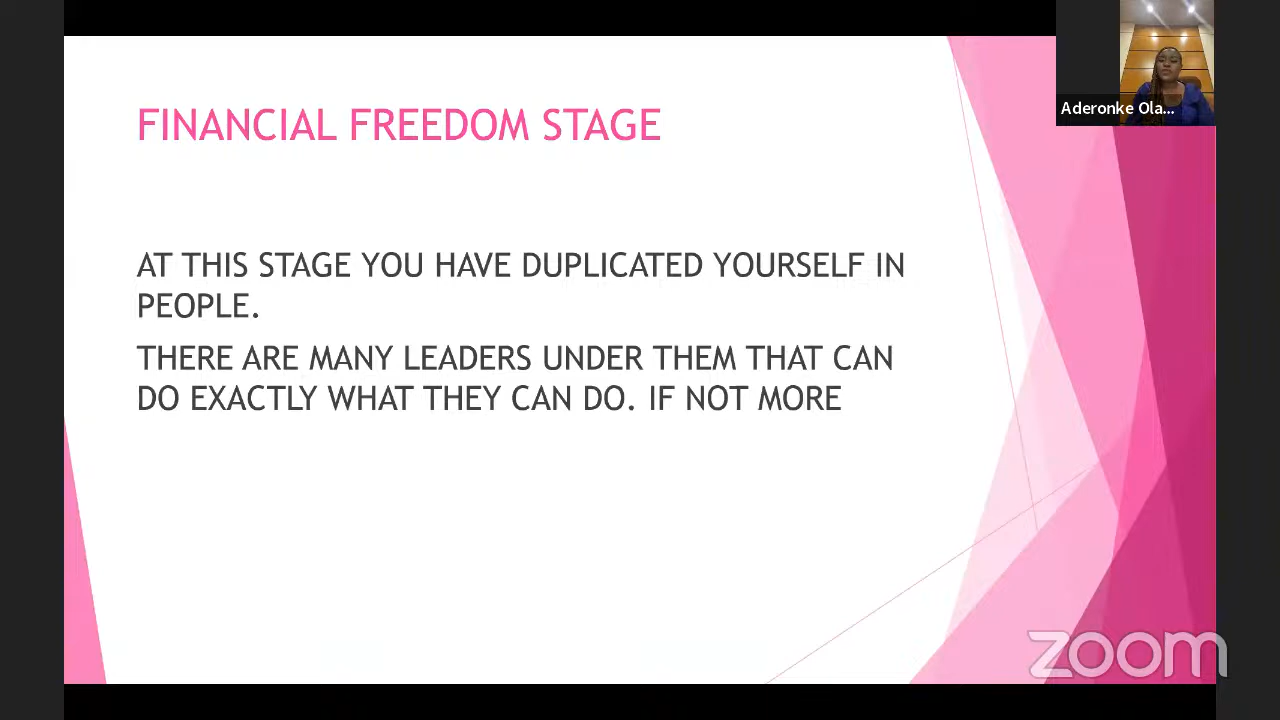 Aderonke Ola...
FINANCIAL FREEDOM STAGE
AT THIS STAGE YOU HAVE DUPLICATED YOURSELF IN
PEOPLE.
THERE ARE MANY LEADERS UNDER THEM THAT CAN
DO EXACTLY WHAT THEY CAN DO. IF NOT MORE
zoom